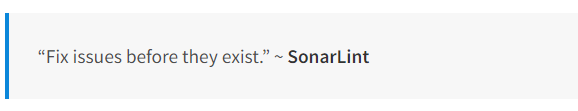 “Fix issues before they exist.” ~ SonarLint